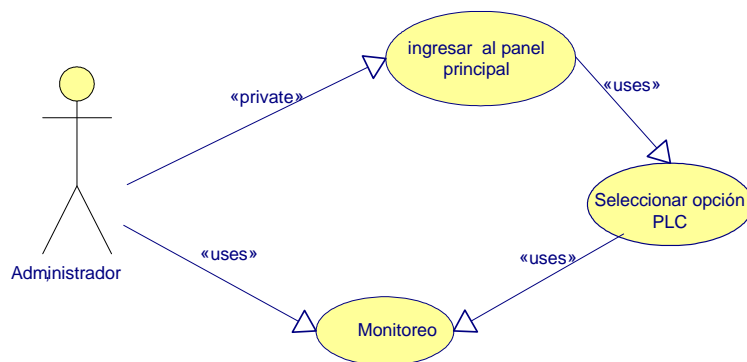 ingresar al panel
principal
«private»
«uses»
Seleccionar opción
PLC
«uses»
«uses»
Administrador
Monitoreo